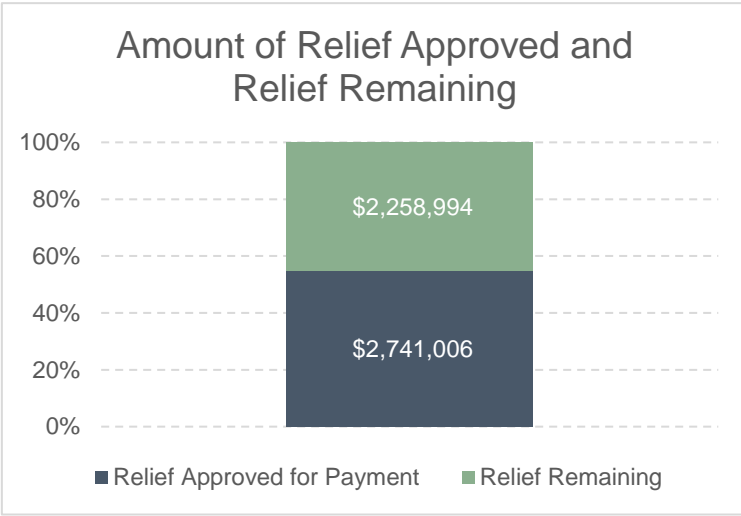 Amount of Relief Approved and
Relief Remaining
100%
80%
60%
40%
20%
0%
$2,258,994
$2,741,006
Relief Approved for Payment
Relief Remaining